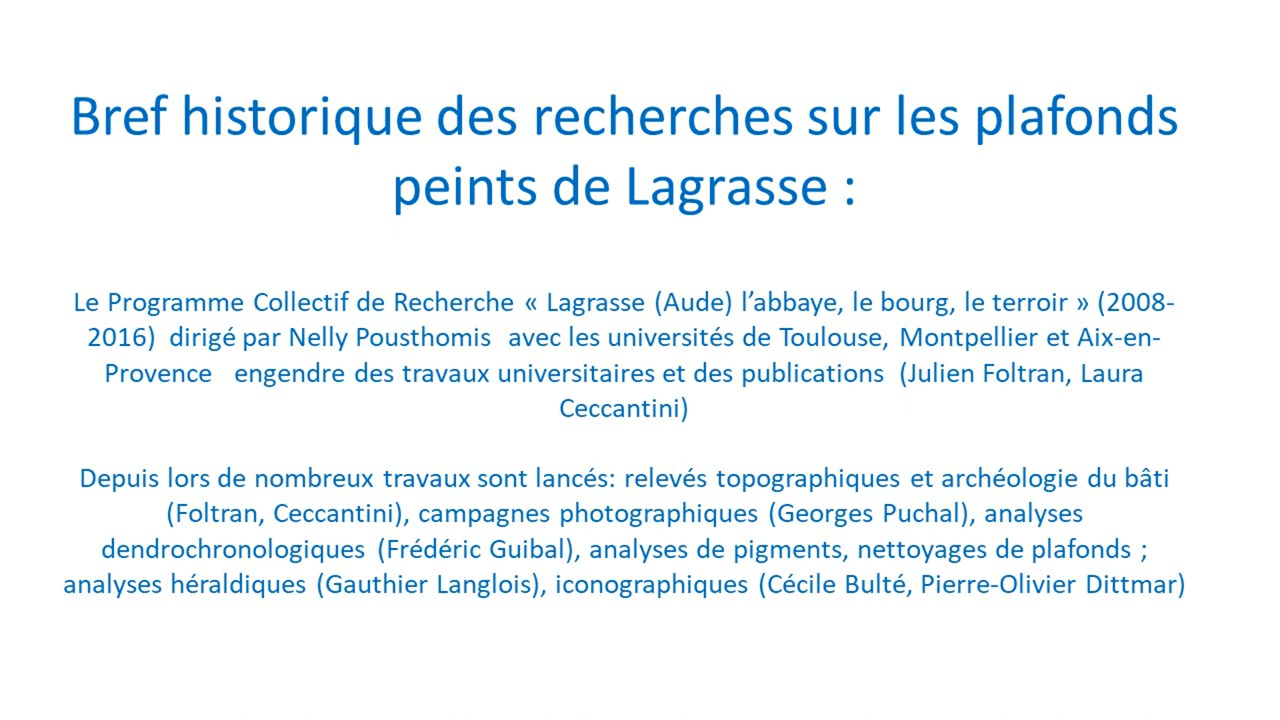 Bref historique des recherches sur les plafonds
peints de Lagrasse :
Le Programme Collectif de Recherche « Lagrasse (Aude) l’abbaye, le bourg, le terroir » (2008-
2016) dirigé par Nelly Pousthomis avec les universités de Toulouse, Montpellier et Aix-en-
Provence engendre des travaux universitaires et des publications (Julien Foltran, Laura
Ceccantini)
Depuis lors de nombreux travaux sont lancés: relevés topographiques et archéologie du bâti
(Foltran, Ceccantini), campagnes photographiques (Georges Puchal), analyses
dendrochronologiques (Frédéric Guibal), analyses de pigments, nettoyages de plafonds ;
analyses héraldiques (Gauthier Langlois), iconographiques (Cécile Bulté, Pierre-Olivier Dittmar)